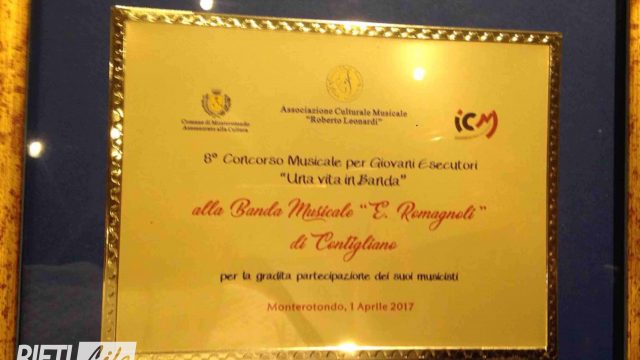 Comune di Monterotondo
Assessorato alla Cultura
Associazione Culturale Musicale
"Roberto Leonardi"
iCM
8° Concorso Musicale per Giovani Esecutori
"Una vita in Banda"
alla Banda Musicale "E. Romagnoli"
di Contigliano
per la gradita partecipazione dei suoi musicisti
Monterotondo, 1 Aprile 2017
RIETI Life